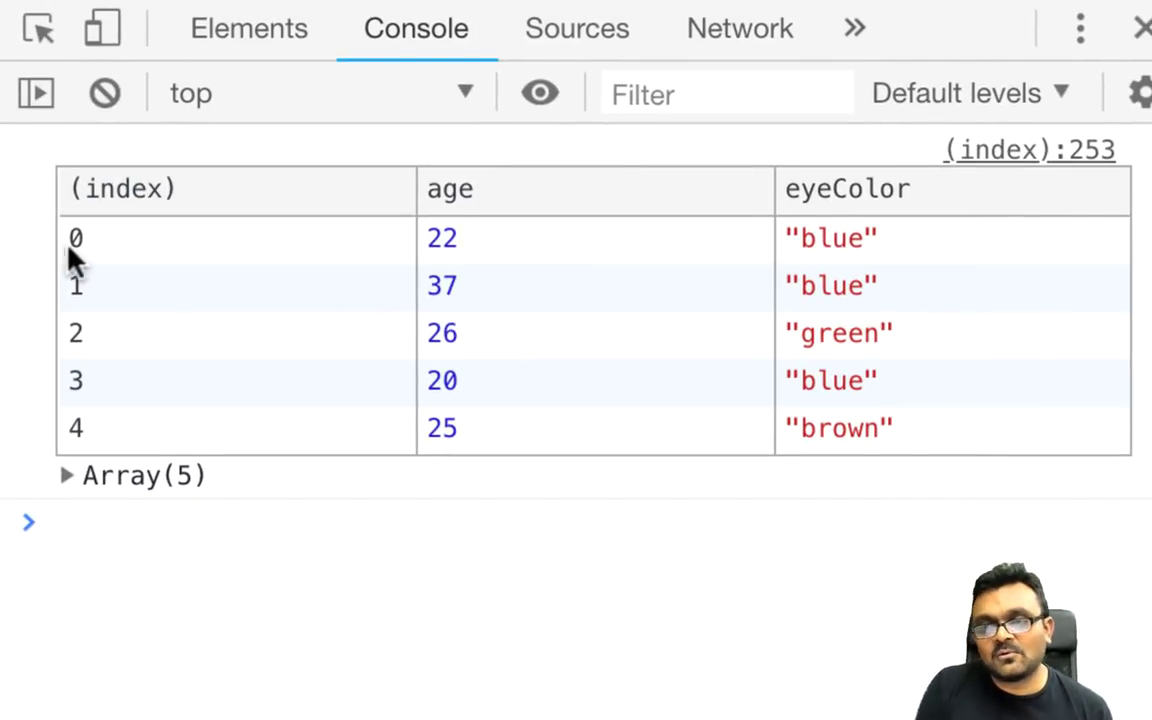 Elements Console Sources Network
top Filter Default levels
(index):253
(index) age eyeColor
0 22 "blue"
1 37 "blue"
2 26 "green"
3 20 "blue"
4 25 "brown"
Array(5)